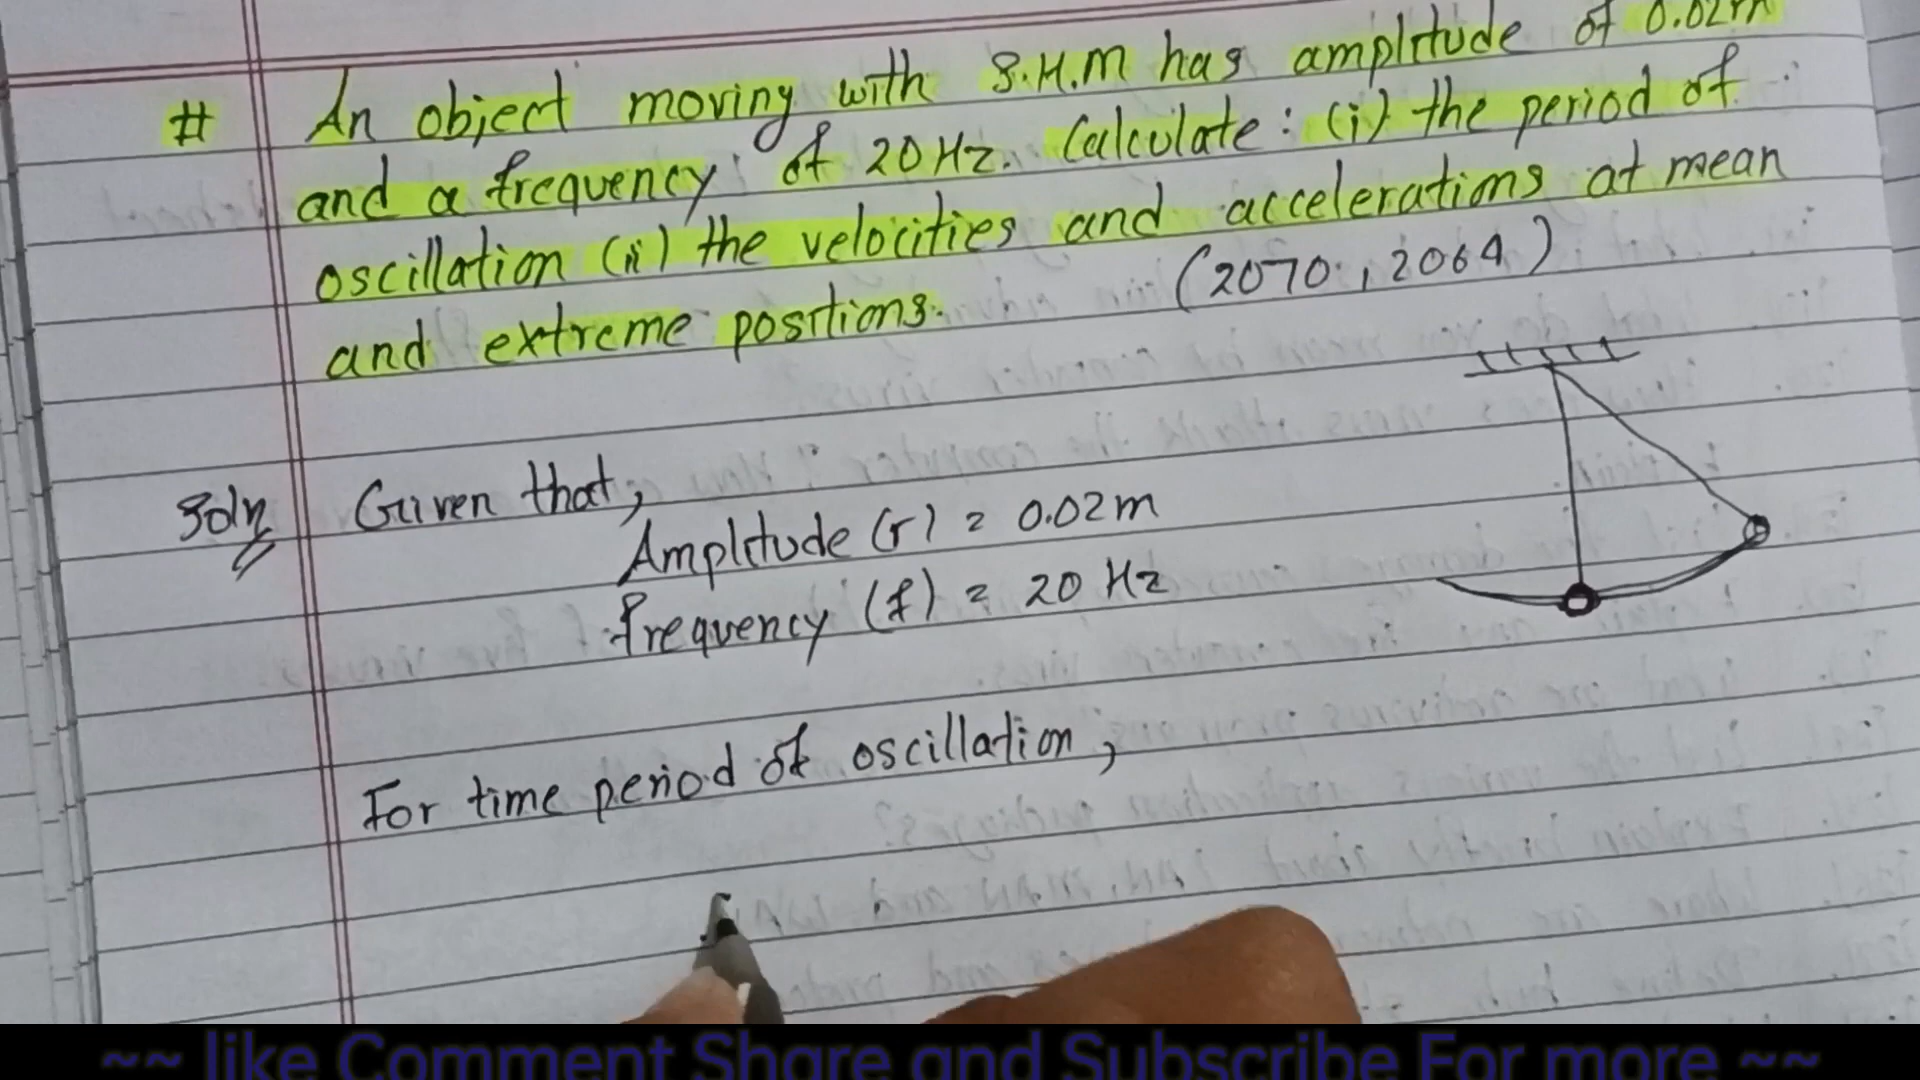 # An object moving with S.H.M has amplitude of 0.02m
and a frequency of 20 Hz. Calculate: (i) the period of
oscillation (ii) the velocities and accelerations at mean
and extreme positions. (2070, 2064)
Soln Given that,
Amplitude (r) = 0.02m
frequency (f) = 20 Hz
For time period of oscillation,
~~ like Comment Share and Subscribe For more ~~